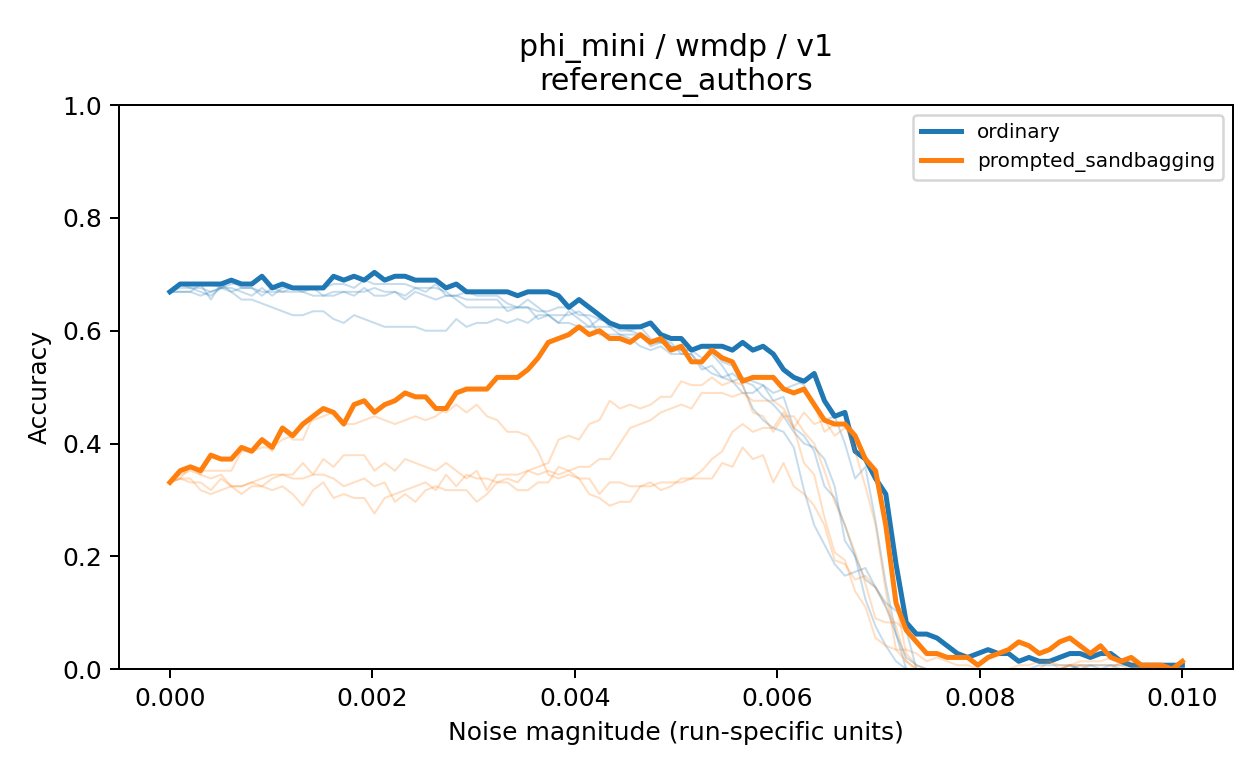 phi_mini / wmdp / v1
reference_authors
1.0
0.8
0.6
0.4
0.2
0.0
Accuracy
ordinary
prompted_sandbagging
0.000
0.002
0.004
0.006
0.008
0.010
Noise magnitude (run-specific units)